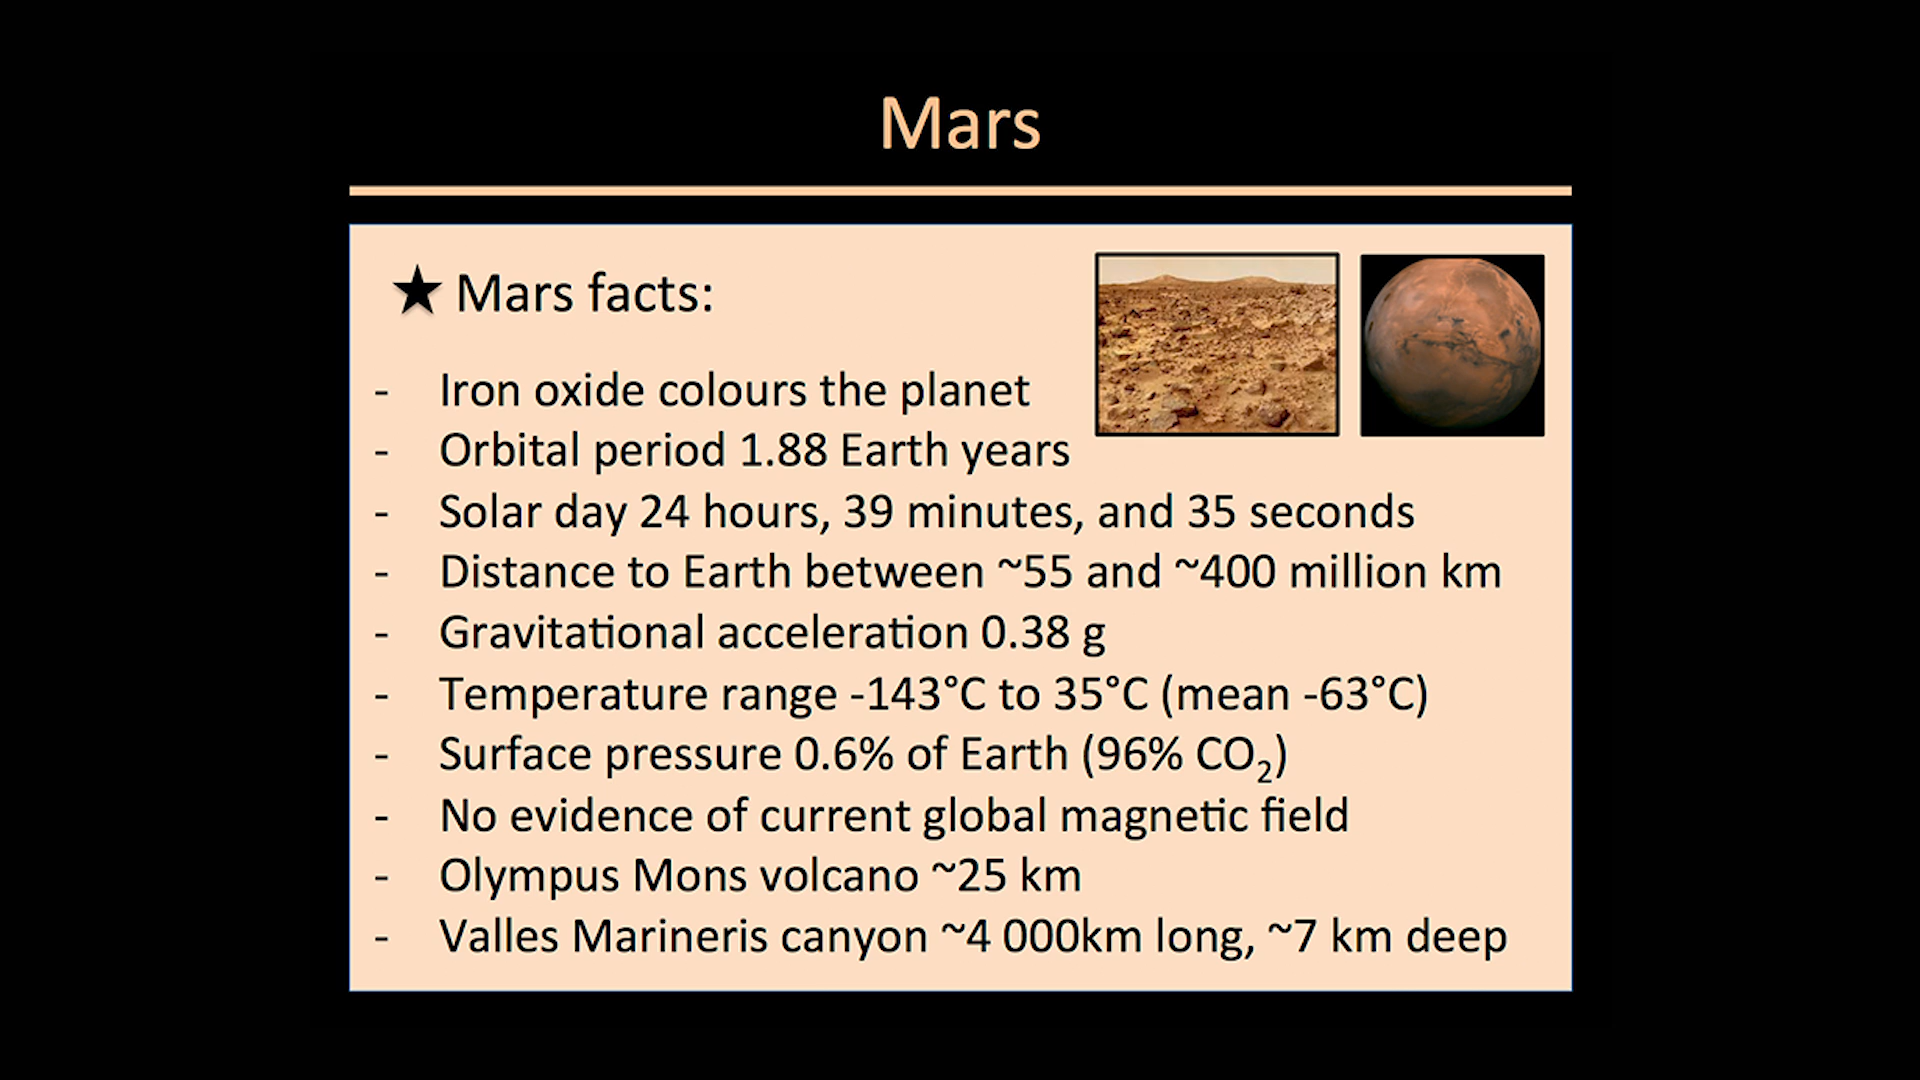 Mars
★ Mars facts:
- Iron oxide colours the planet
- Orbital period 1.88 Earth years
- Solar day 24 hours, 39 minutes, and 35 seconds
- Distance to Earth between ~55 and ~400 million km
- Gravitational acceleration 0.38 g
- Temperature range -143°C to 35°C (mean -63°C)
- Surface pressure 0.6% of Earth (96% CO₂)
- No evidence of current global magnetic field
- Olympus Mons volcano ~25 km
- Valles Marineris canyon ~4 000km long, ~7 km deep